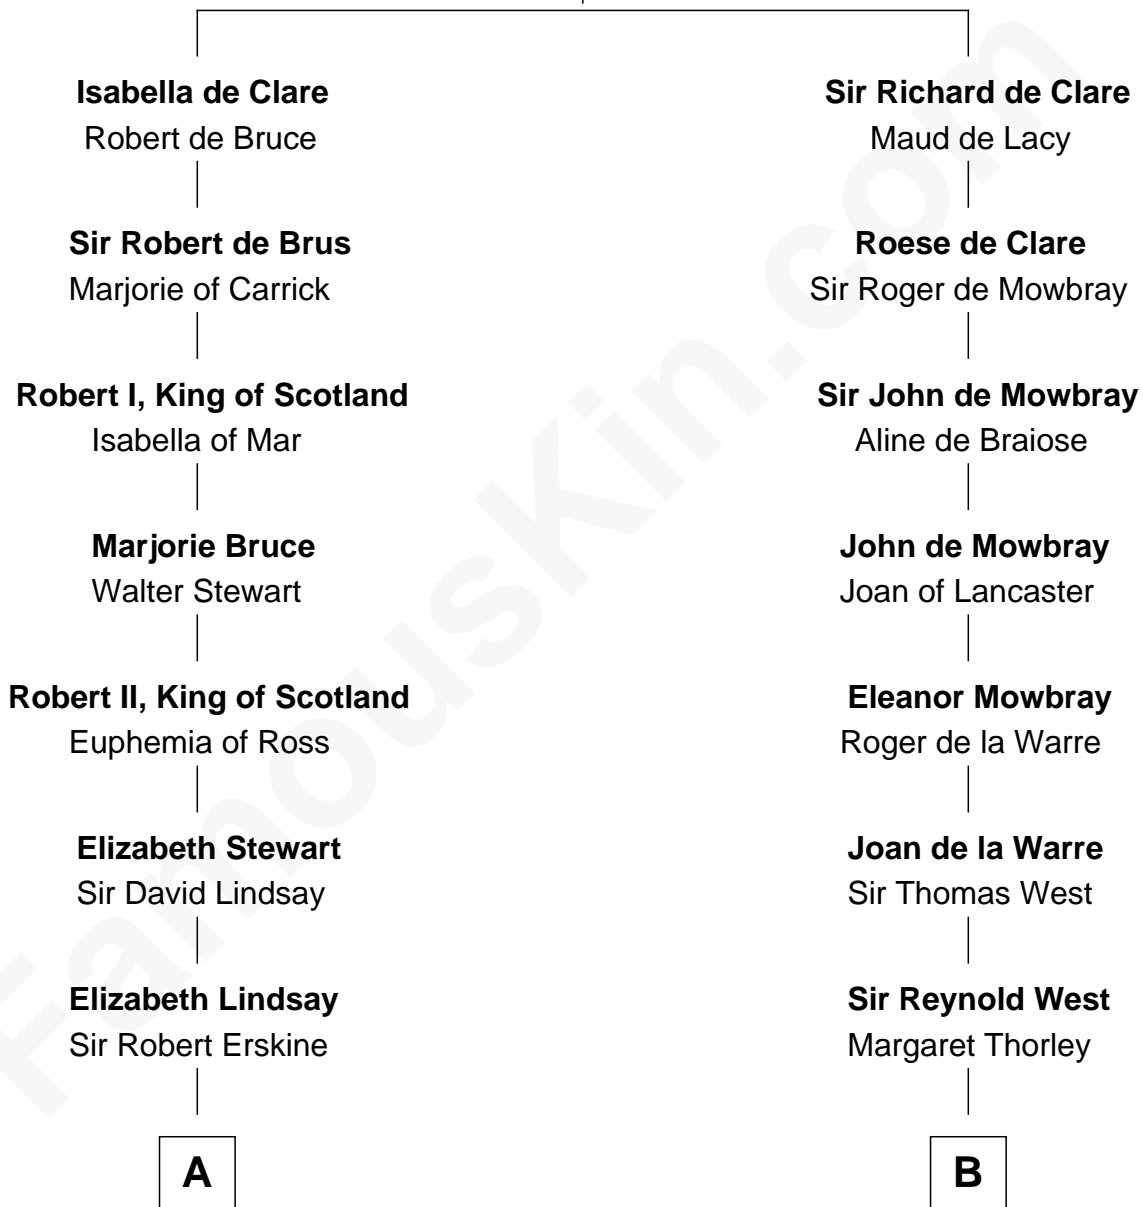 Isabella de Clare
Robert de Bruce
Sir Robert de Brus
Marjorie of Carrick
Robert I, King of Scotland
Isabella of Mar
Marjorie Bruce
Walter Stewart
Robert II, King of Scotland
Euphemia of Ross
Elizabeth Stewart
Sir David Lindsay
Elizabeth Lindsay
Sir Robert Erskine
A
Sir Richard de Clare
Maud de Lacy
Roese de Clare
Sir Roger de Mowbray
Sir John de Mowbray
Aline de Braiose
John de Mowbray
Joan of Lancaster
Eleanor Mowbray
Roger de la Warre
Joan de la Warre
Sir Thomas West
Sir Reynold West
Margaret Thorley
B
FamousKin.com